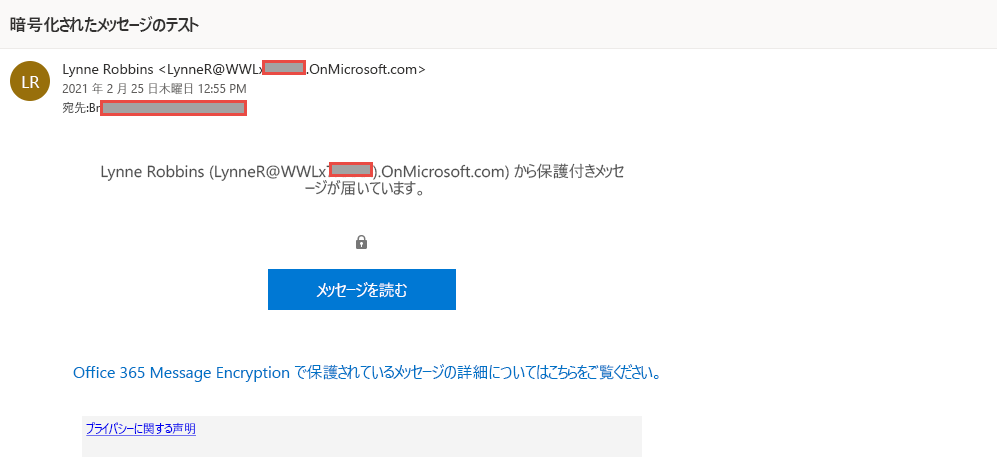 暗号化されたメッセージのテスト
LR
Lynne Robbins <LynneR@WWLx .OnMicrosoft.com>
2021 年 2 月 25 日木曜日 12:55 PM
宛先:Br
Lynne Robbins (LynneR@WWLx ).OnMicrosoft.com) から保護付きメッセ
ージが届いています。
メッセージを読む
Office 365 Message Encryption で保護されているメッセージの詳細についてはこちらをご覧ください。
プライバシーに関する声明